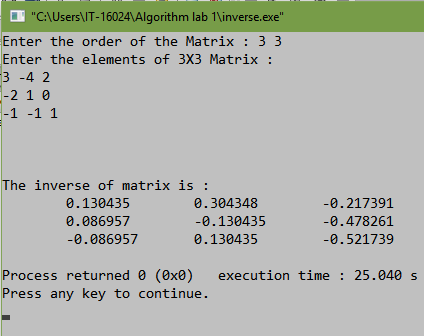 "C:\Users\IT-16024\Algorithm lab 1\inverse.exe"
Enter the order of the Matrix : 3 3
Enter the elements of 3X3 Matrix :
3 -4 2
-2 1 0
-1 -1 1
The inverse of matrix is :
0.130435 0.304348 -0.217391
0.086957 -0.130435 -0.478261
-0.086957 0.130435 -0.521739
Process returned 0 (0x0) execution time : 25.040 s
Press any key to continue.